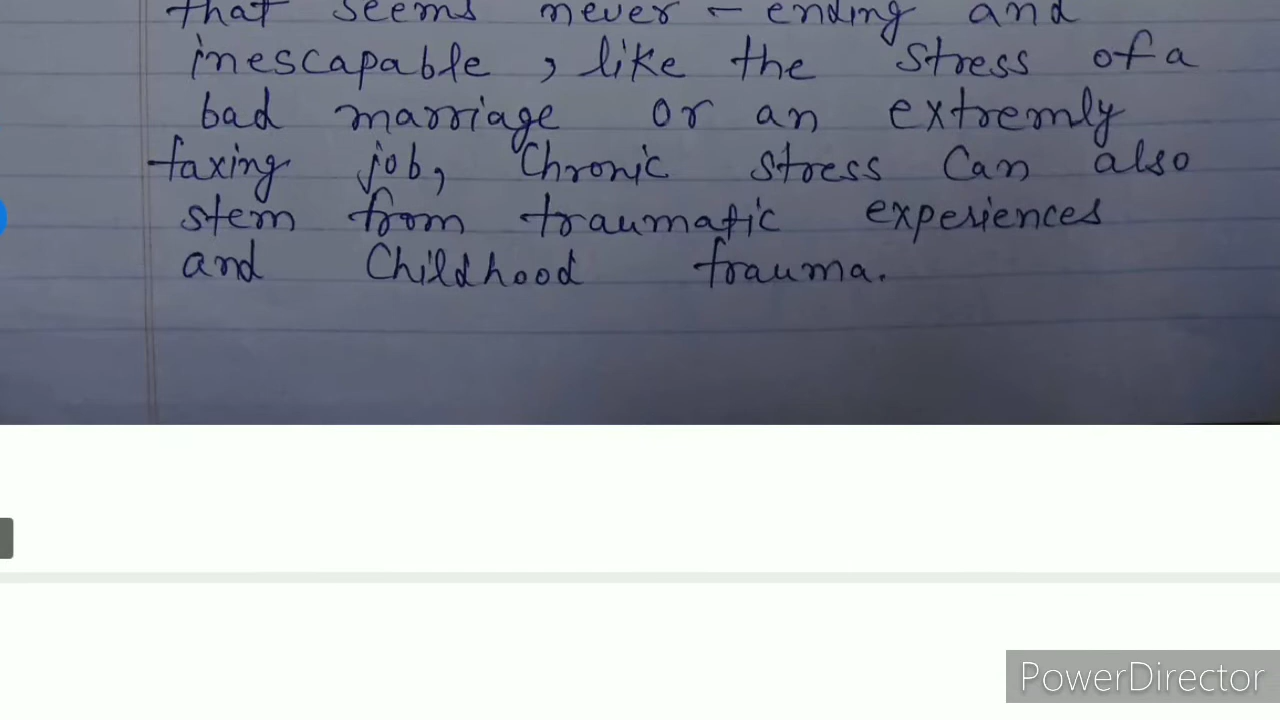 that seems never - ending and
inescapable, like the stress of a
bad marriage or an extremly
taxing job, Chronic stress Can also
stem from traumatic experiences
and Childhood trauma.
PowerDirector